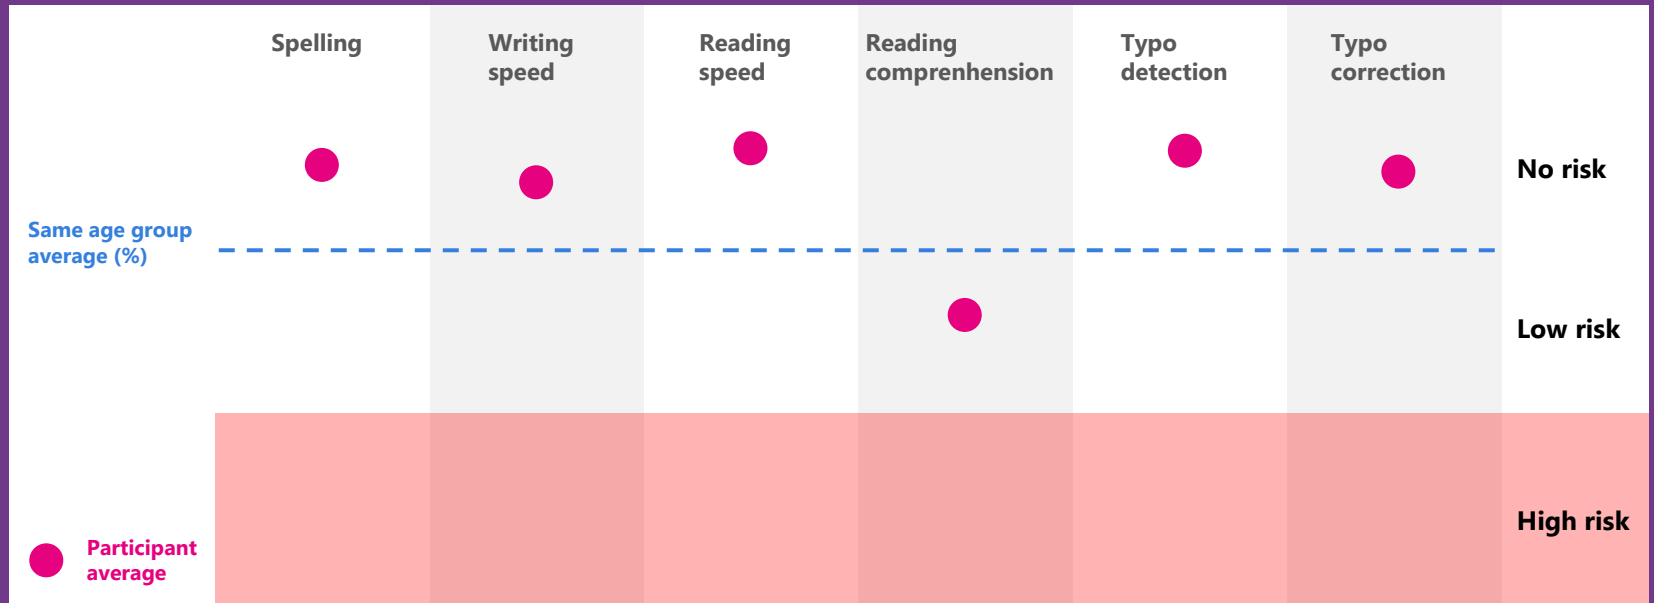 Spelling
Writing
speed
Reading
speed
Reading
comprenhension
Typo
detection
Typo
correction
No risk
Same age group
average (%)
Low risk
High risk
Participant
average